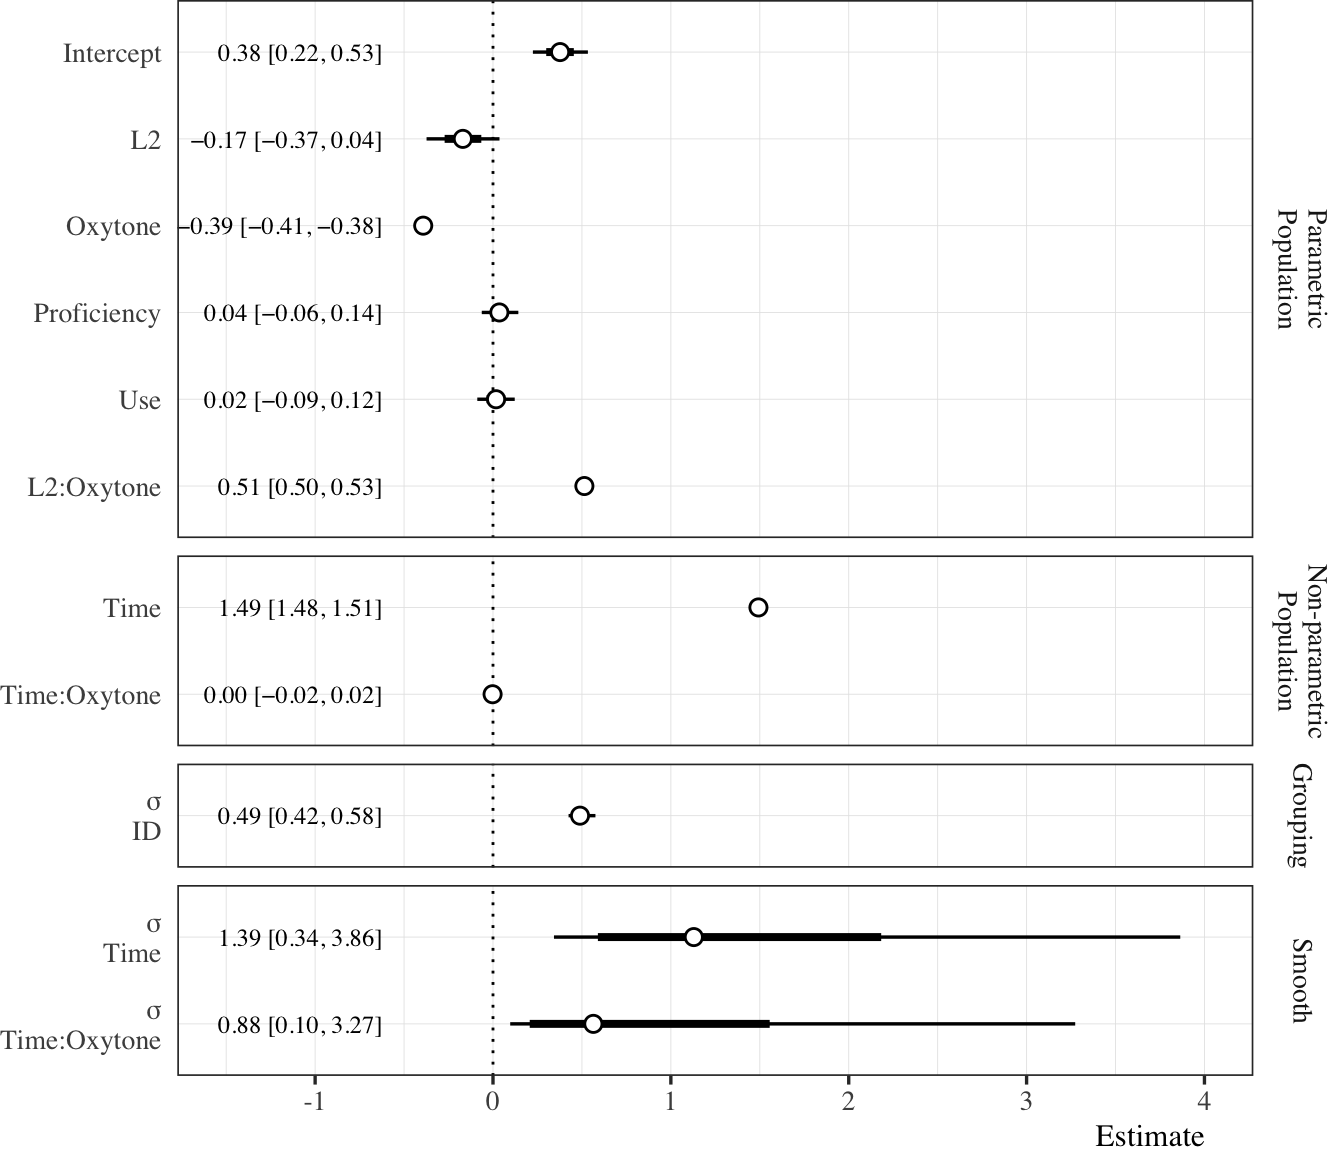 Intercept 0.38 [0.22, 0.53]
L2 −0.17 [−0.37, 0.04]
Oxytone −0.39 [−0.41, −0.38]
Proficiency 0.04 [−0.06, 0.14]
Use 0.02 [−0.09, 0.12]
L2:Oxytone 0.51 [0.50, 0.53]
Parametric
Population
Time 1.49 [1.48, 1.51]
Time:Oxytone 0.00 [−0.02, 0.02]
Non-parametric
Population
σ
ID
0.49 [0.42, 0.58]
Grouping
σ
Time
1.39 [0.34, 3.86]
σ
Time:Oxytone
0.88 [0.10, 3.27]
Smooth
-1 0 1 2 3 4
Estimate